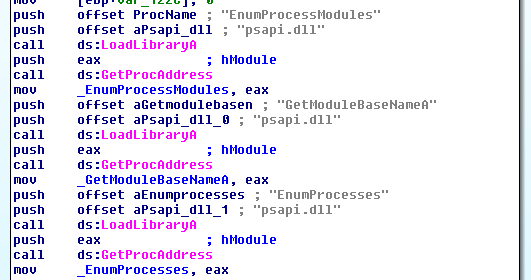 mov [ebp+var_122C], 0
push offset ProcName ; "EnumProcessModules"
push offset aPsapi_dll ; "psapi.dll"
call ds:LoadLibraryA
push eax ; hModule
call ds:GetProcAddress
mov _EnumProcessModules, eax
push offset aGetmodulebasen ; "GetModuleBaseNameA"
push offset aPsapi_dll_0 ; "psapi.dll"
call ds:LoadLibraryA
push eax ; hModule
call ds:GetProcAddress
mov _GetModuleBaseNameA, eax
push offset aEnumprocesses ; "EnumProcesses"
push offset aPsapi_dll_1 ; "psapi.dll"
call ds:LoadLibraryA
push eax ; hModule
call ds:GetProcAddress
mov _EnumProcesses, eax